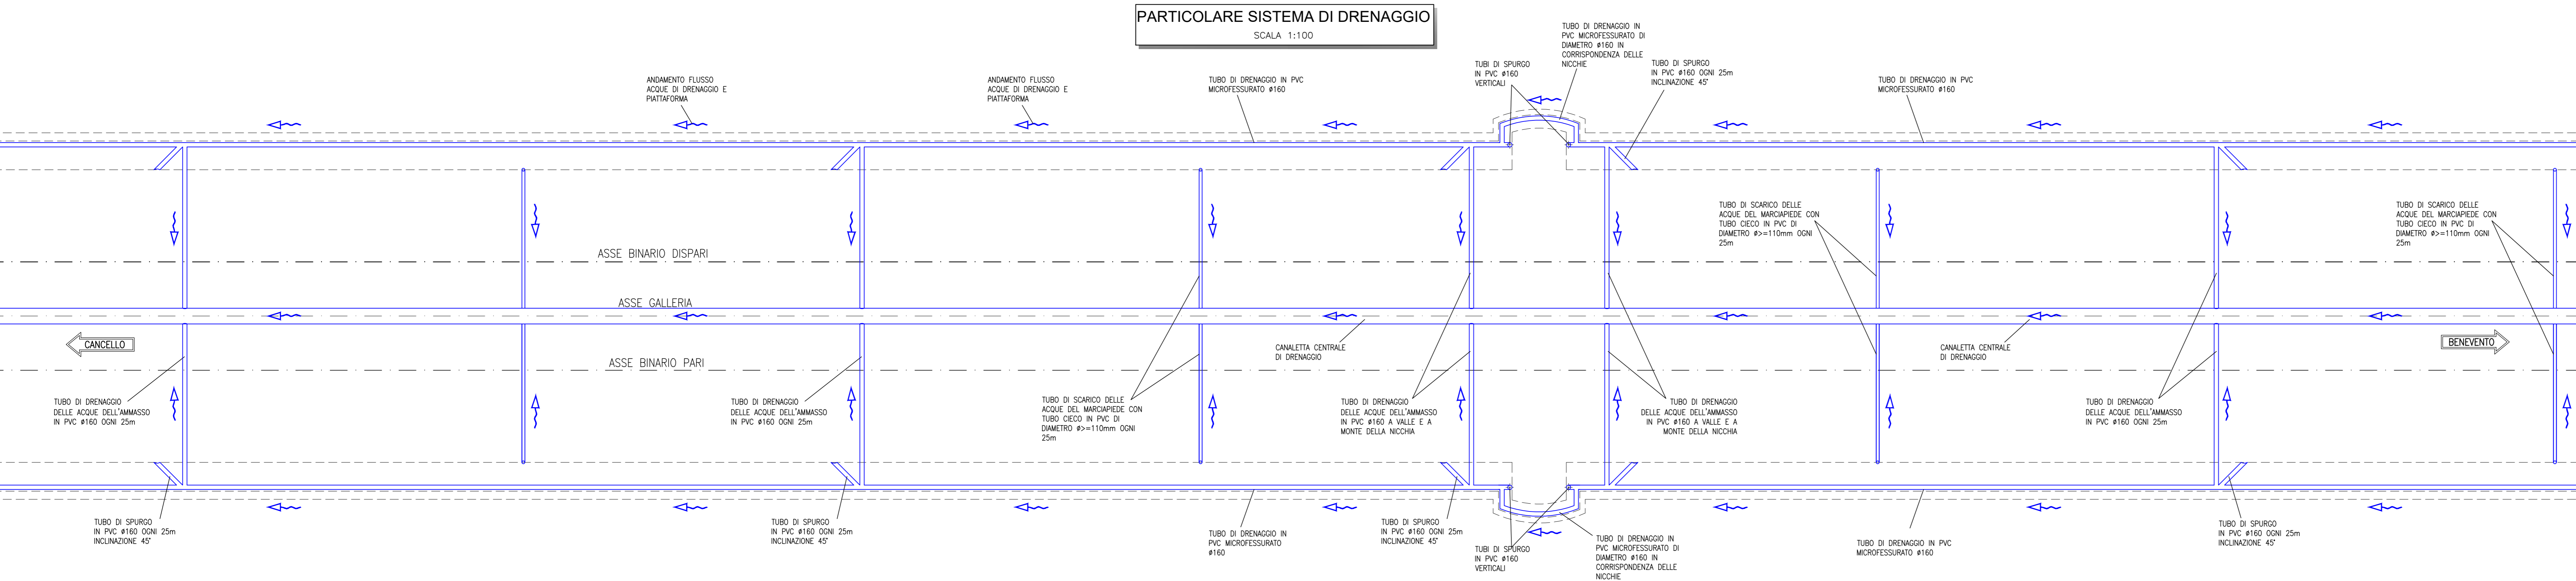 PARTICOLARE SISTEMA DI DRENAGGIO
SCALA 1:100
ANDAMENTO FLUSSO
ACQUE DI DRENAGGIO E
PIATTAFORMA
ANDAMENTO FLUSSO
ACQUE DI DRENAGGIO E
PIATTAFORMA
TUBO DI DRENAGGIO IN PVC
MICROFESSURATO ø160
TUBI DI SPURGO
IN PVC ø160
VERTICALI
TUBO DI DRENAGGIO IN
PVC MICROFESSURATO DI
DIAMETRO ø160 IN
CORRISPONDENZA DELLE
NICCHIE
TUBO DI SPURGO
IN PVC ø160 OGNI 25m
INCLINAZIONE 45°
TUBO DI DRENAGGIO IN PVC
MICROFESSURATO ø160
TUBO DI SCARICO DELLE
ACQUE DEL MARCIAPIEDE CON
TUBO CIECO IN PVC DI
DIAMETRO ø>=110mm OGNI
25m
TUBO DI SCARICO DELLE
ACQUE DEL MARCIAPIEDE CON
TUBO CIECO IN PVC DI
DIAMETRO ø>=110mm OGNI
25m
ASSE BINARIO DISPARI
ASSE GALLERIA
ASSE BINARIO PARI
CANCELLO
BENEVENTO
CANALETTA CENTRALE
DI DRENAGGIO
CANALETTA CENTRALE
DI DRENAGGIO
TUBO DI DRENAGGIO
DELLE ACQUE DELL'AMMASSO
IN PVC ø160 OGNI 25m
TUBO DI DRENAGGIO
DELLE ACQUE DELL'AMMASSO
IN PVC ø160 OGNI 25m
TUBO DI SCARICO DELLE
ACQUE DEL MARCIAPIEDE CON
TUBO CIECO IN PVC DI
DIAMETRO ø>=110mm OGNI
25m
TUBO DI DRENAGGIO
DELLE ACQUE DELL'AMMASSO
IN PVC ø160 A VALLE E A
MONTE DELLA NICCHIA
TUBO DI DRENAGGIO
DELLE ACQUE DELL'AMMASSO
IN PVC ø160 A VALLE E A
MONTE DELLA NICCHIA
TUBO DI DRENAGGIO
DELLE ACQUE DELL'AMMASSO
IN PVC ø160 OGNI 25m
TUBO DI SPURGO
IN PVC ø160 OGNI 25m
INCLINAZIONE 45°
TUBO DI SPURGO
IN PVC ø160 OGNI 25m
INCLINAZIONE 45°
TUBO DI DRENAGGIO IN
PVC MICROFESSURATO
ø160
TUBO DI SPURGO
IN PVC ø160 OGNI 25m
INCLINAZIONE 45°
TUBI DI SPURGO
IN PVC ø160
VERTICALI
TUBO DI DRENAGGIO IN
PVC MICROFESSURATO DI
DIAMETRO ø160 IN
CORRISPONDENZA DELLE
NICCHIE
TUBO DI DRENAGGIO IN PVC
MICROFESSURATO ø160
TUBO DI SPURGO
IN PVC ø160 OGNI 25m
INCLINAZIONE 45°